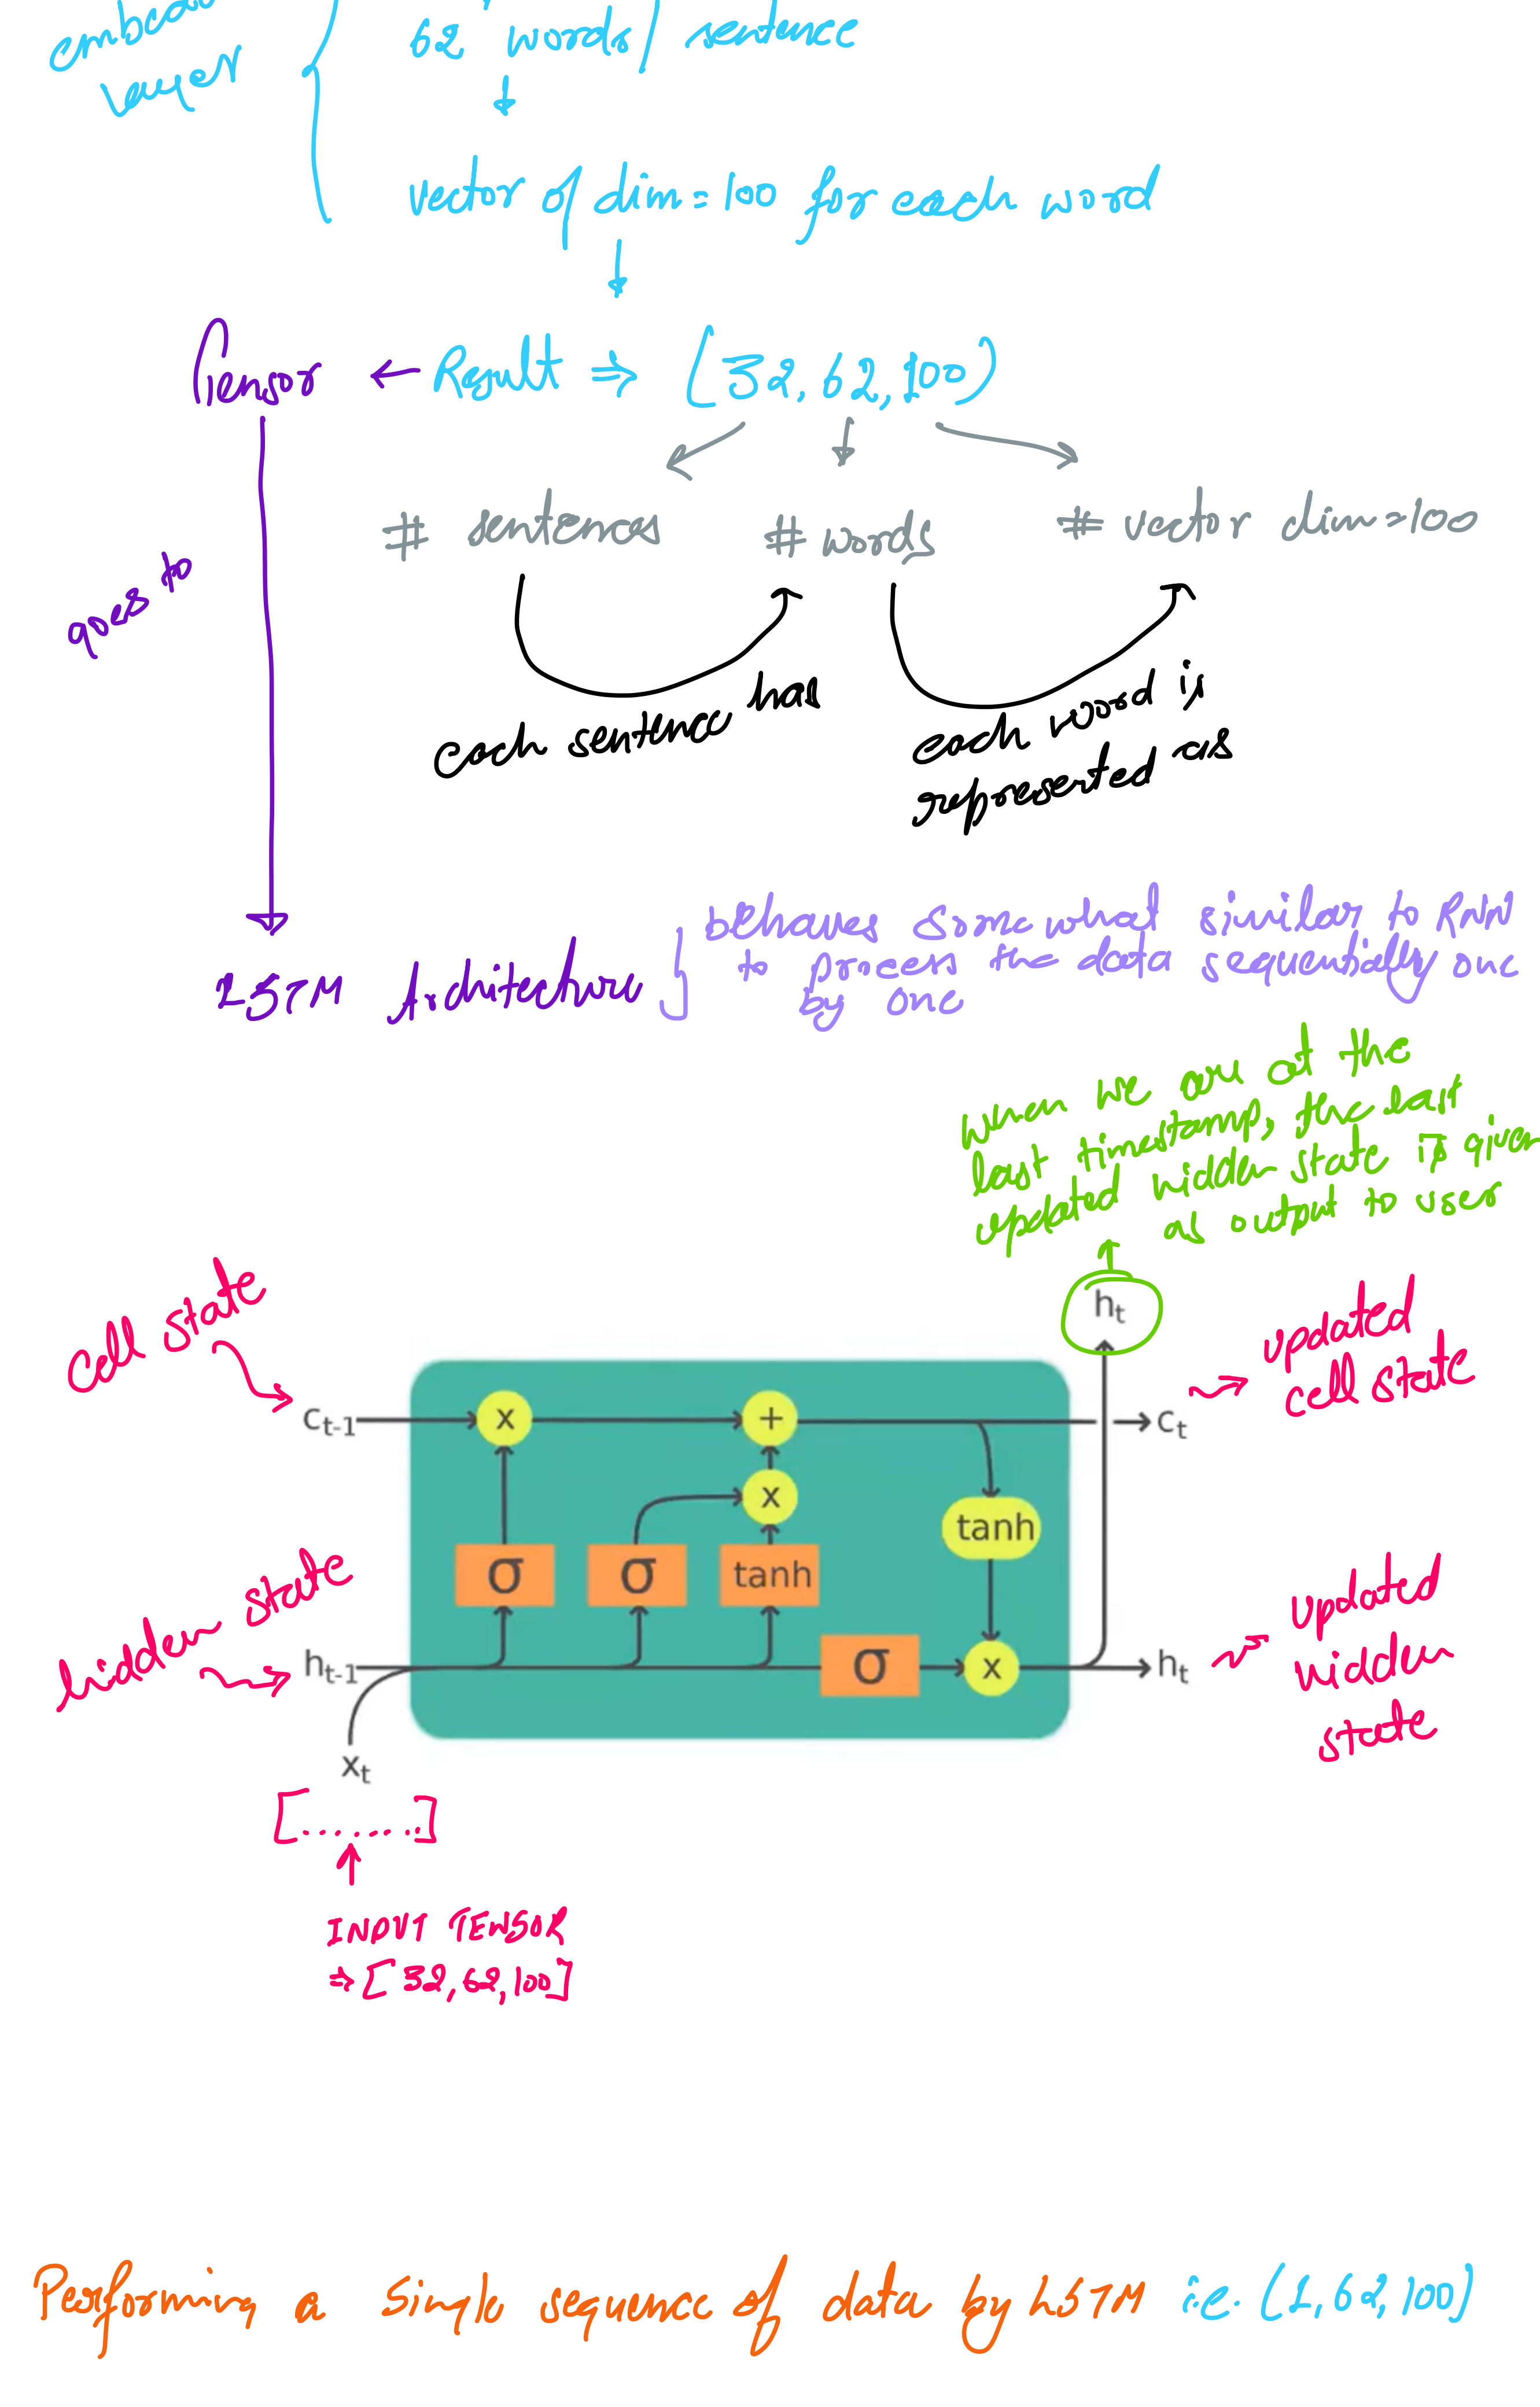 layer
62 words / sentence
vector of dim = 100 for each word
Tensor ← Result ⇒ (32, 62, 100)
# sentences # words # vector dim = 100
goes to
each sentence has
each word is
represented as
LSTM Architecture
behaves some what similar to RNN
to process the data sequentially one
by one
when we are at the
last timestamp, the last
updated hidden state is given
as output to user
cell state
hₜ
updated
cell state
cₜ₋₁ x + cₜ
x
tanh
σ σ tanh
hidden state
updated
hidden
state
hₜ₋₁ σ x hₜ
xₜ
[.......]
INPUT TENSOR
⇒ [32, 62, 100]
Performing a single sequence of data by LSTM i.e. (1, 62, 100)